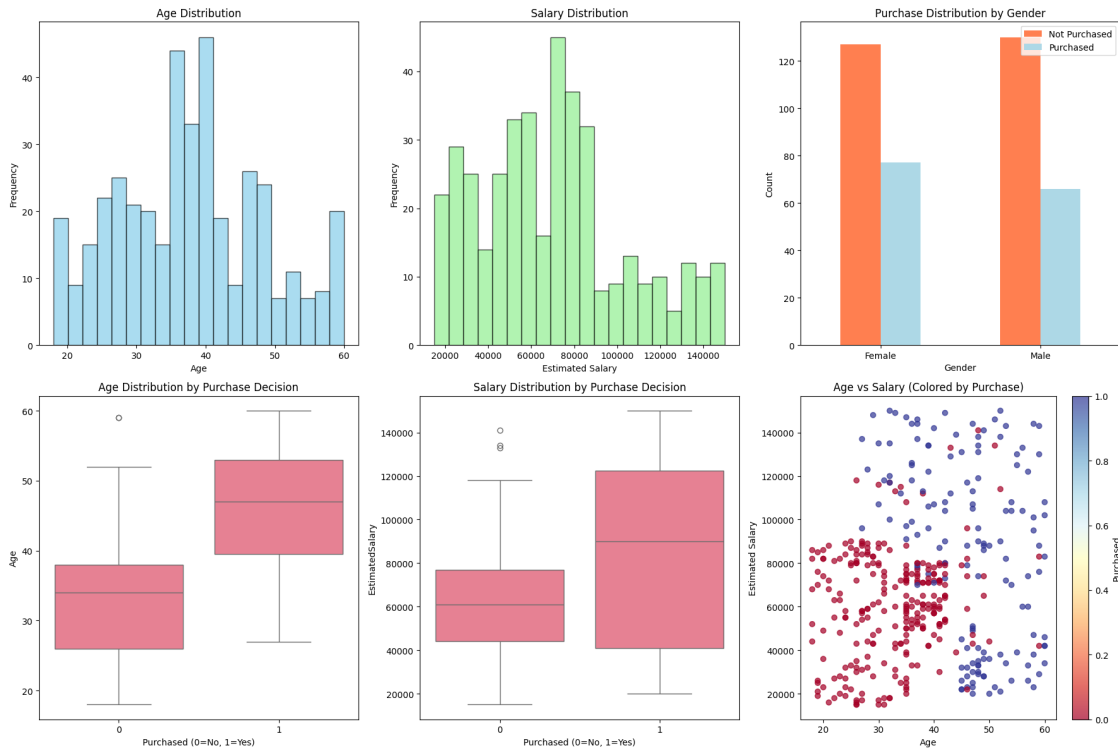 Age Distribution
Frequency
0
10
20
30
40
20
30
40
50
60
Age
Salary Distribution
Frequency
0
10
20
30
40
20000
40000
60000
80000
100000
120000
140000
Estimated Salary
Purchase Distribution by Gender
Not Purchased
Purchased
Count
0
20
40
60
80
100
120
Female
Male
Gender
Age Distribution by Purchase Decision
Age
20
30
40
50
60
0
1
Purchased (0=No, 1=Yes)
Salary Distribution by Purchase Decision
EstimatedSalary
20000
40000
60000
80000
100000
120000
140000
0
1
Purchased (0=No, 1=Yes)
Age vs Salary (Colored by Purchase)
Estimated Salary
20000
40000
60000
80000
100000
120000
140000
20
30
40
50
60
Age
Purchased
0.0
0.2
0.4
0.6
0.8
1.0